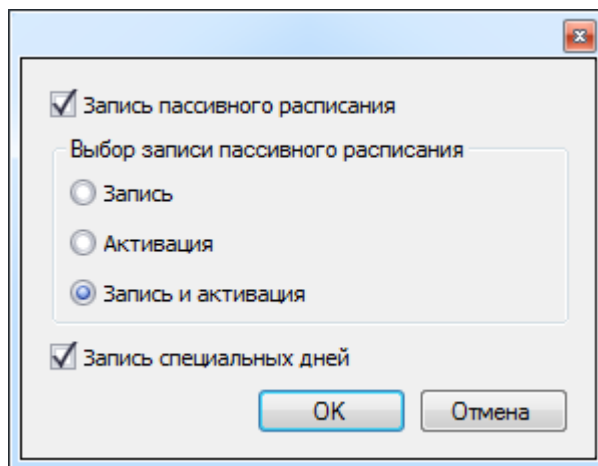 Запись пассивного расписания
Выбор записи пассивного расписания
Запись
Активация
Запись и активация
Запись специальных дней
OK
Отмена